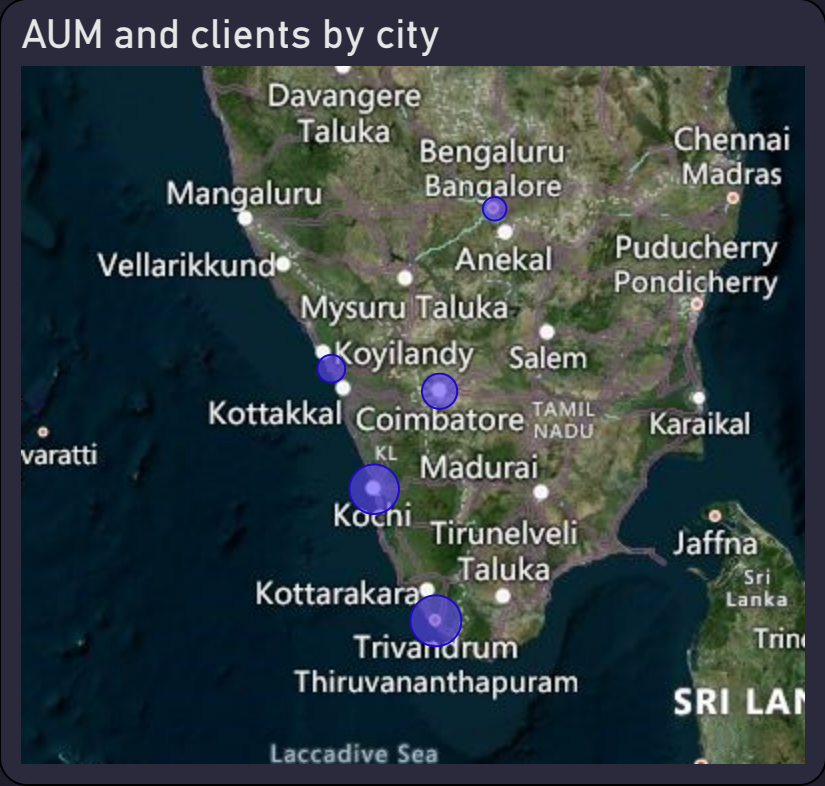 AUM and clients by city
Davangere
Taluka
Bengaluru
Bangalore
Chennai
Madras
Mangaluru
Vellarikkund
Anekal
Puducherry
Pondicherry
Mysuru Taluka
Koyilandy
Salem
Kottakkal
Coimbatore
TAMIL
NADU
Karaikal
varatti
KL
Madurai
Kochi
Tirunelveli
Taluka
Jaffna
Sri
Lanka
Kottarakara
Trivandrum
Thiruvananthapuram
Trin
SRI LAN
Laccadive Sea